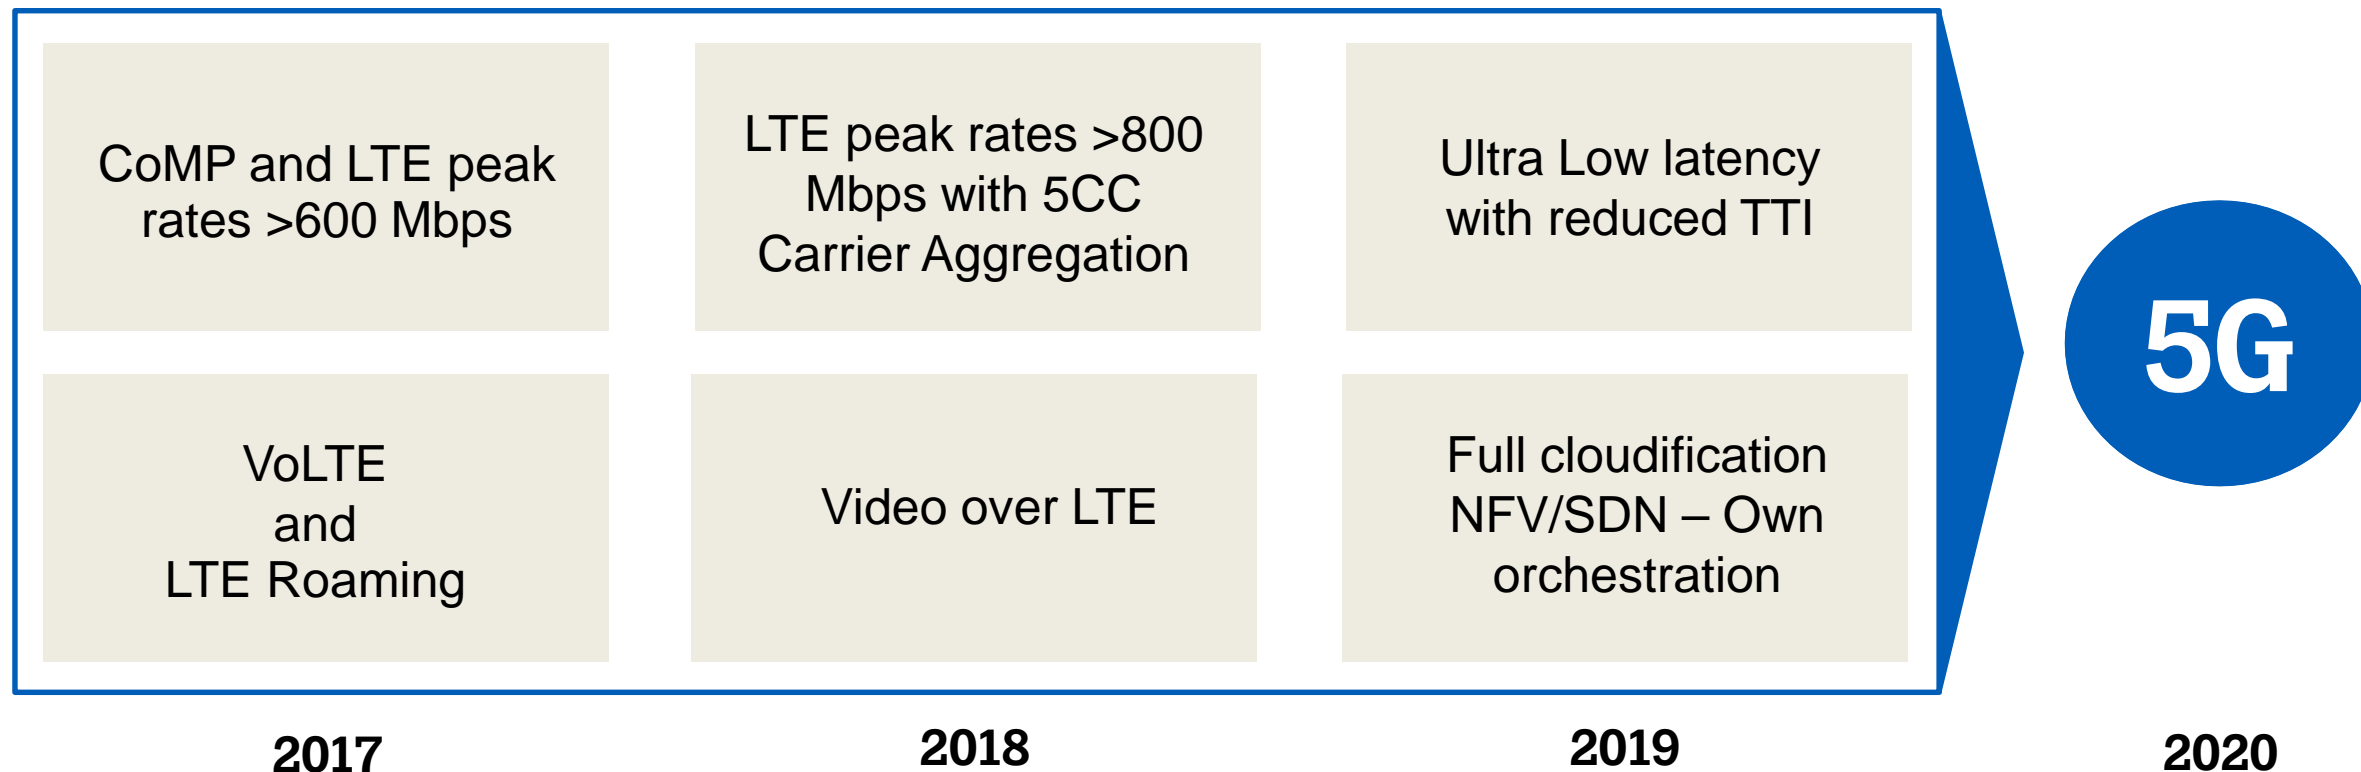 CoMP and LTE peak
rates >600 Mbps
LTE peak rates >800
Mbps with 5CC
Carrier Aggregation
Ultra Low latency
with reduced TTI
5G
VoLTE
and
LTE Roaming
Video over LTE
Full cloudification
NFV/SDN – Own
orchestration
2017
2018
2019
2020